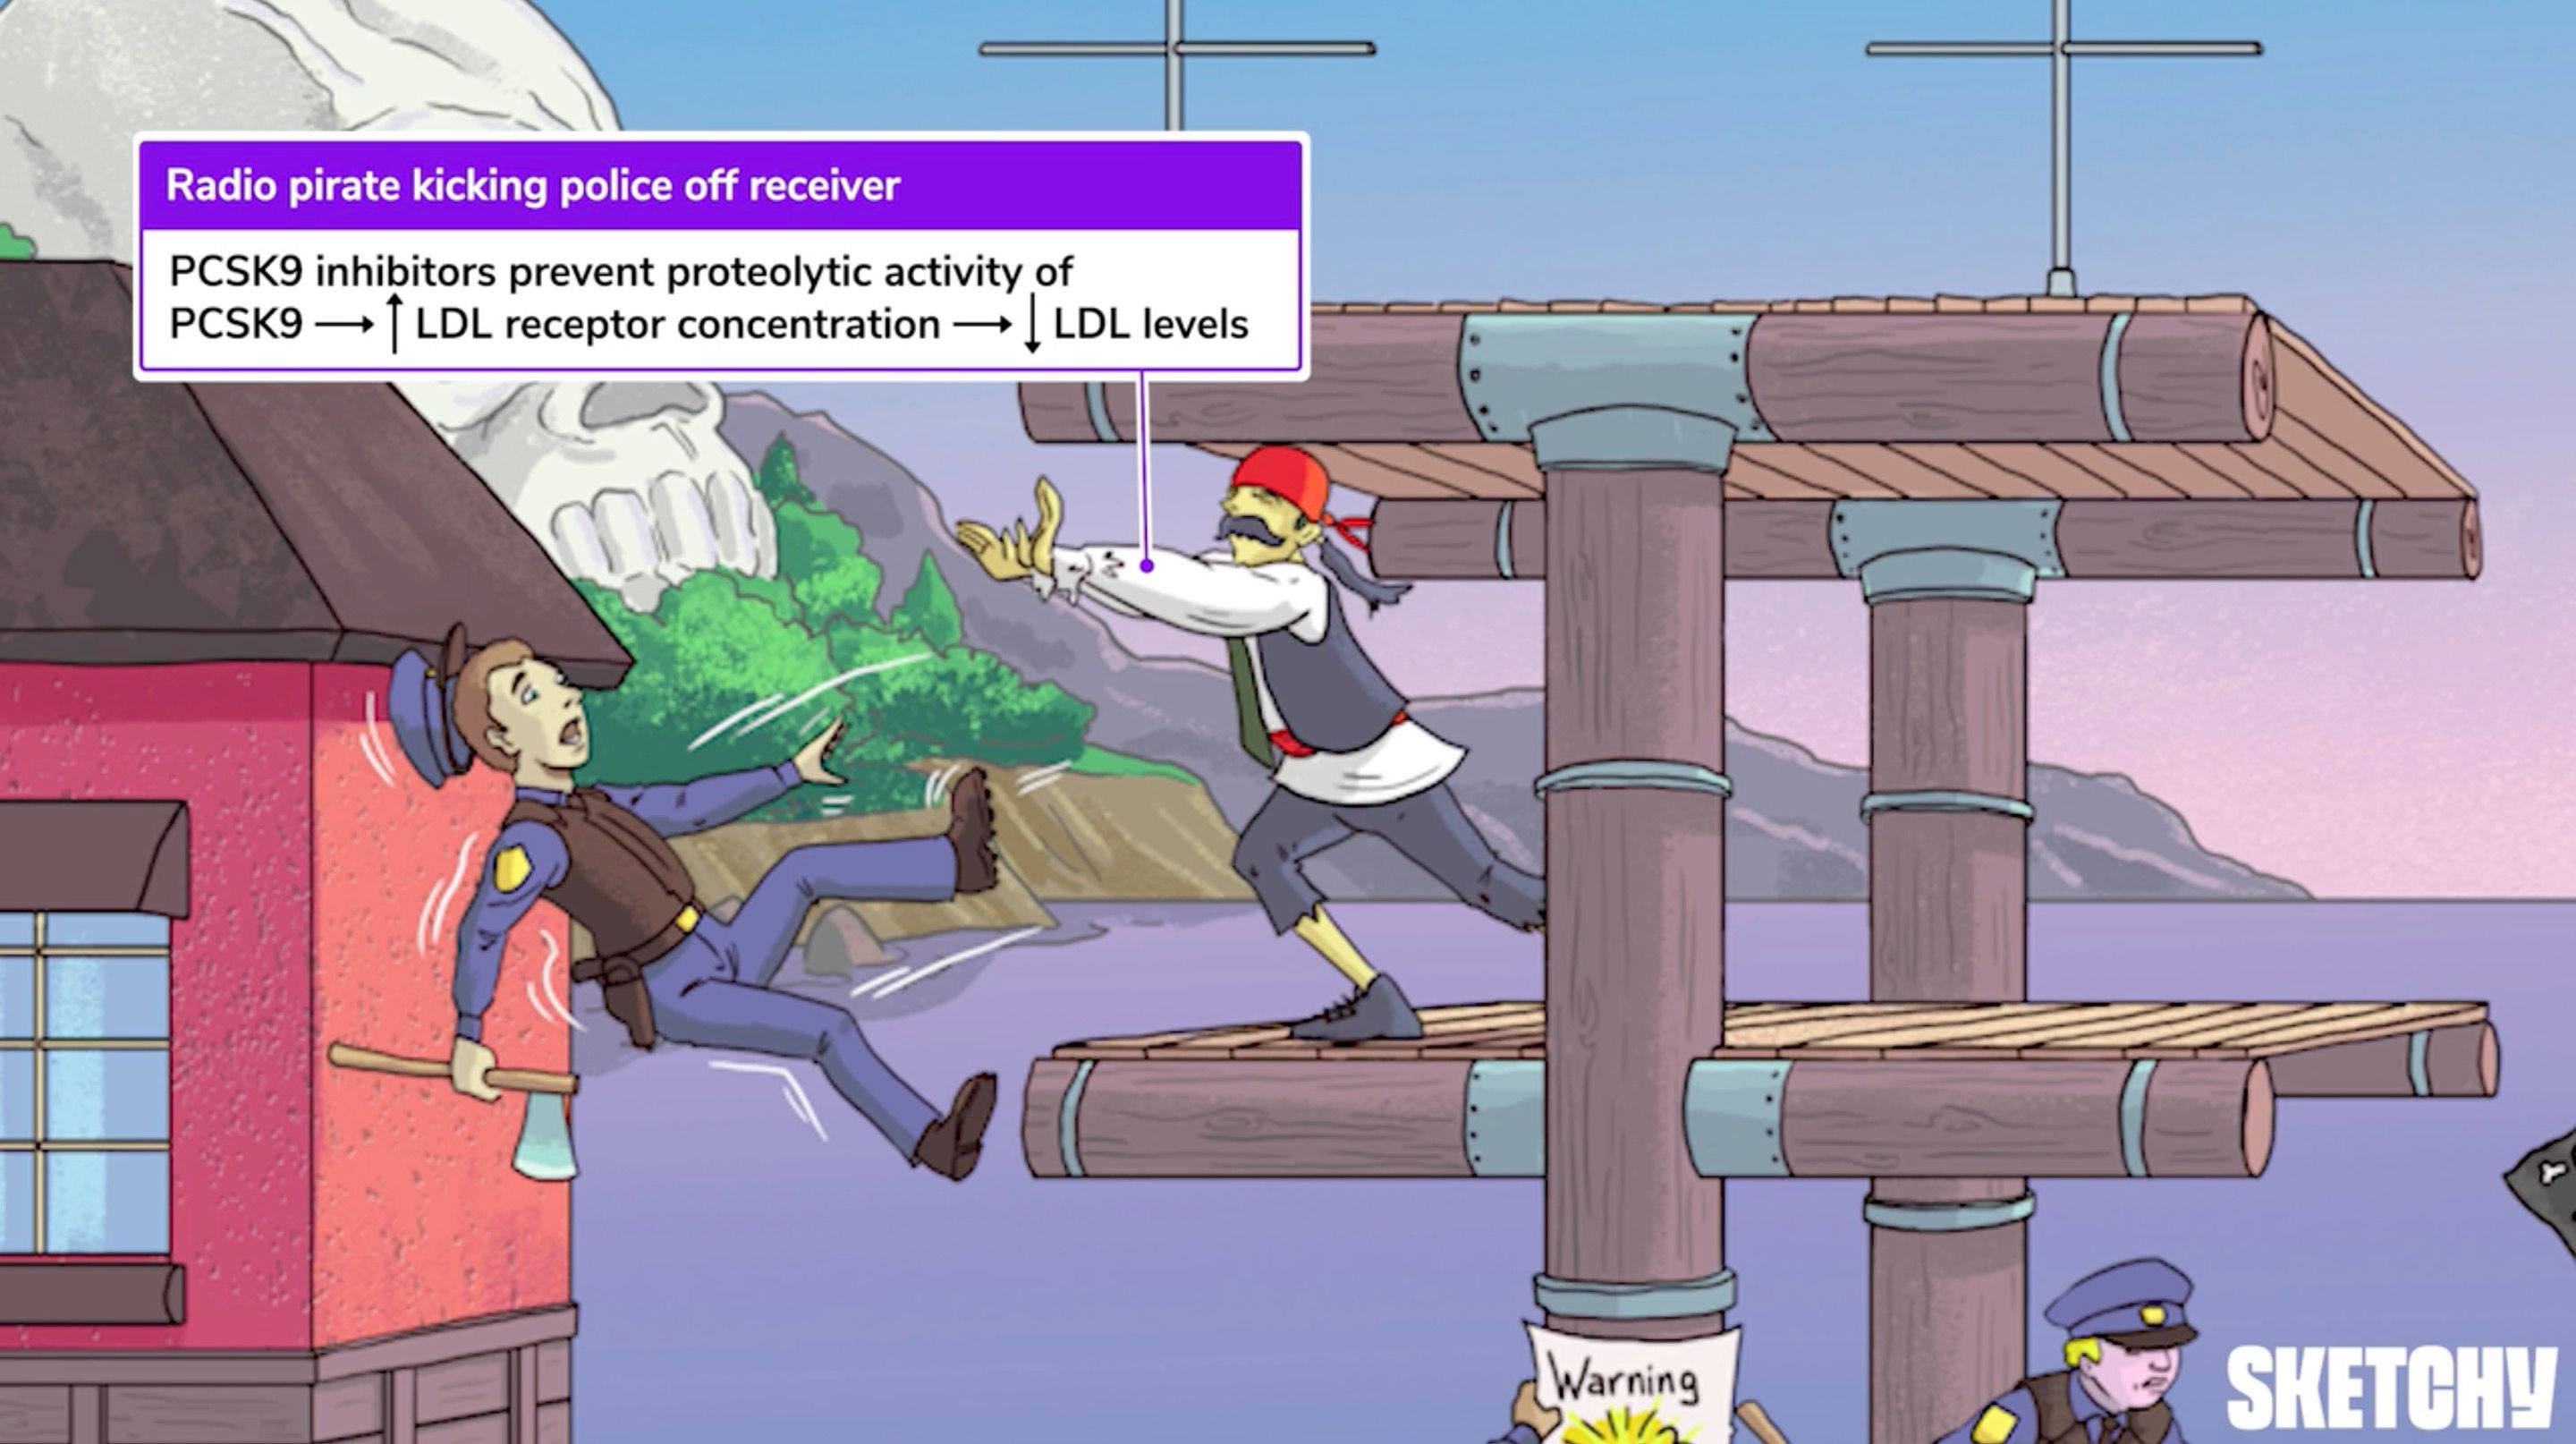 Radio pirate kicking police off receiver
PCSK9 inhibitors prevent proteolytic activity of
PCSK9 → ↑ LDL receptor concentration → ↓ LDL levels
Warning
SKETCHY